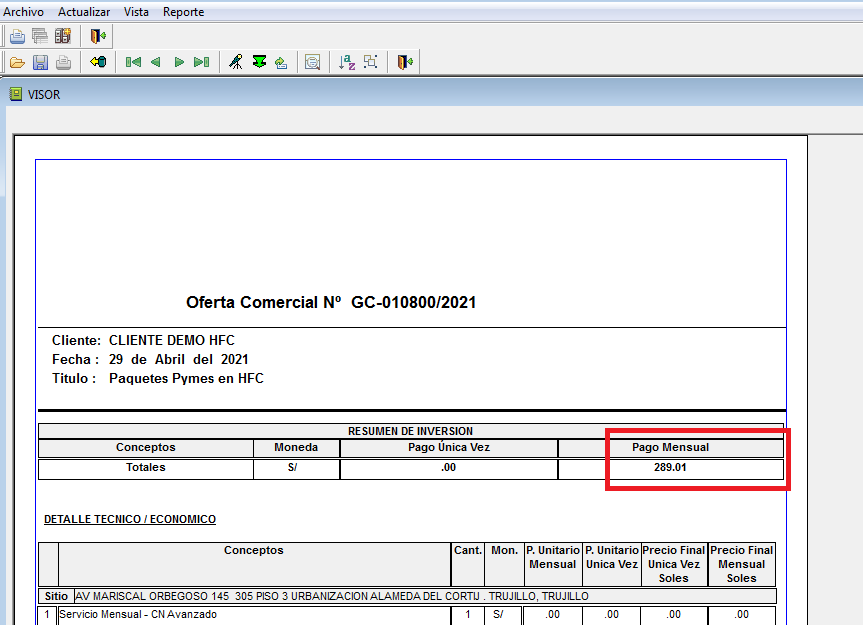 Archivo Actualizar Vista Reporte
VISOR
Oferta Comercial Nº GC-010800/2021
Cliente: CLIENTE DEMO HFC
Fecha : 29 de Abril del 2021
Titulo : Paquetes Pymes en HFC
RESUMEN DE INVERSION
Conceptos Moneda Pago Única Vez Pago Mensual
Totales S/ .00 289.01
DETALLE TECNICO / ECONOMICO
Conceptos Cant. Mon. P. Unitario P. Unitario Precio Final Precio Final
Mensual Unica Vez Unica Vez Mensual
Soles Soles
Sitio AV MARISCAL ORBEGOSO 145 305 PISO 3 URBANIZACION ALAMEDA DEL CORTIJ . TRUJILLO, TRUJILLO
1 Servicio Mensual - CN Avanzado 1 S/ .00 .00 .00 .00